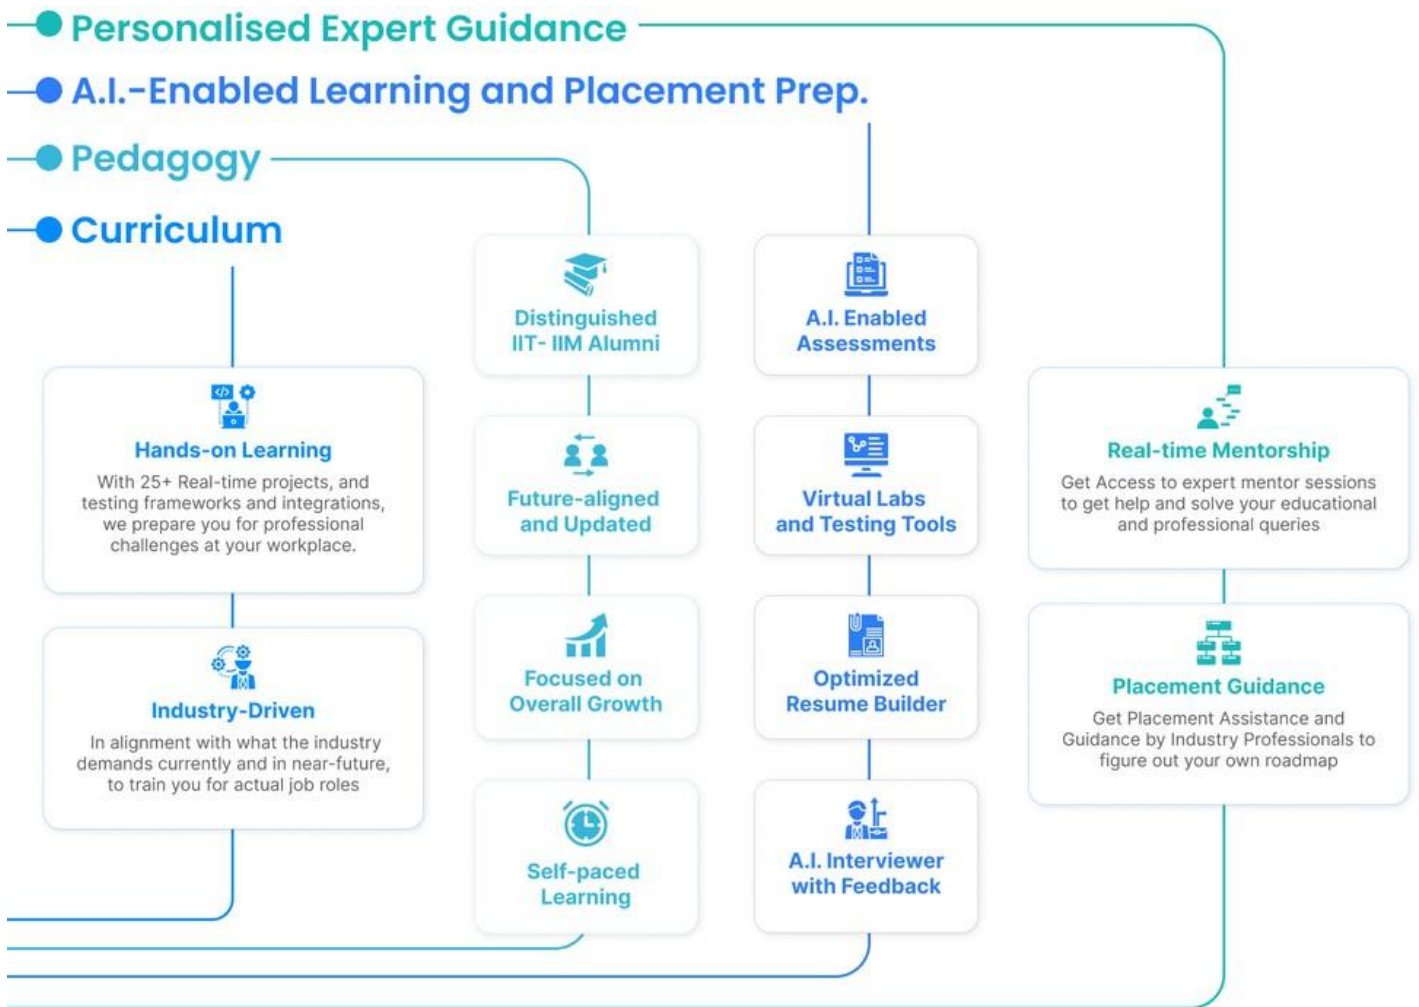 Personalised Expert Guidance
A.I.-Enabled Learning and Placement Prep.
Pedagogy
Curriculum
Hands-on Learning
With 25+ Real-time projects, and
testing frameworks and integrations,
we prepare you for professional
challenges at your workplace.
Industry-Driven
In alignment with what the industry
demands currently and in near-future,
to train you for actual job roles
Distinguished
IIT- IIM Alumni
Future-aligned
and Updated
Focused on
Overall Growth
Self-paced
Learning
A.I. Enabled
Assessments
Virtual Labs
and Testing Tools
Optimized
Resume Builder
A.I. Interviewer
with Feedback
Real-time Mentorship
Get Access to expert mentor sessions
to get help and solve your educational
and professional queries
Placement Guidance
Get Placement Assistance and
Guidance by Industry Professionals to
figure out your own roadmap